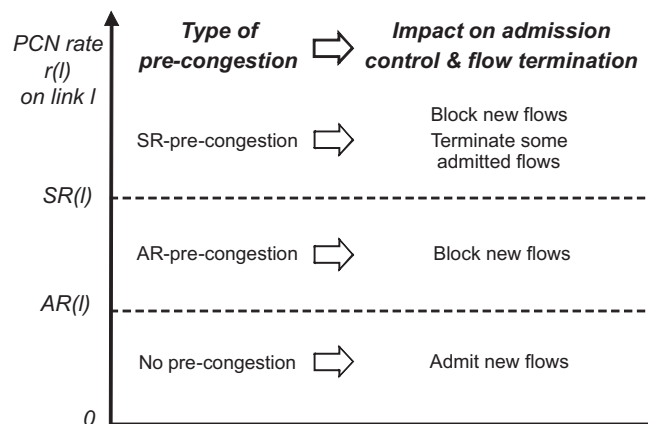 PCN rate
r(l)
on link l
Type of
pre-congestion
Impact on admission
control & flow termination
SR-pre-congestion
Block new flows
Terminate some
admitted flows
SR(l)
AR-pre-congestion
Block new flows
AR(l)
No pre-congestion
Admit new flows
0